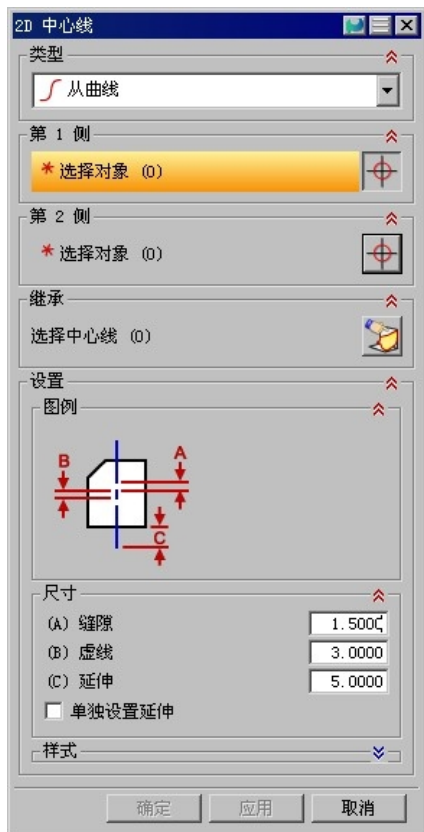 2D 中心线
类型
从曲线
第 1 侧
* 选择对象 (0)
第 2 侧
* 选择对象 (0)
继承
选择中心线 (0)
设置
图例
B
A
C
尺寸
(A) 缝隙 1.5000
(B) 虚线 3.0000
(C) 延伸 5.0000
单独设置延伸
样式
确定 应用 取消